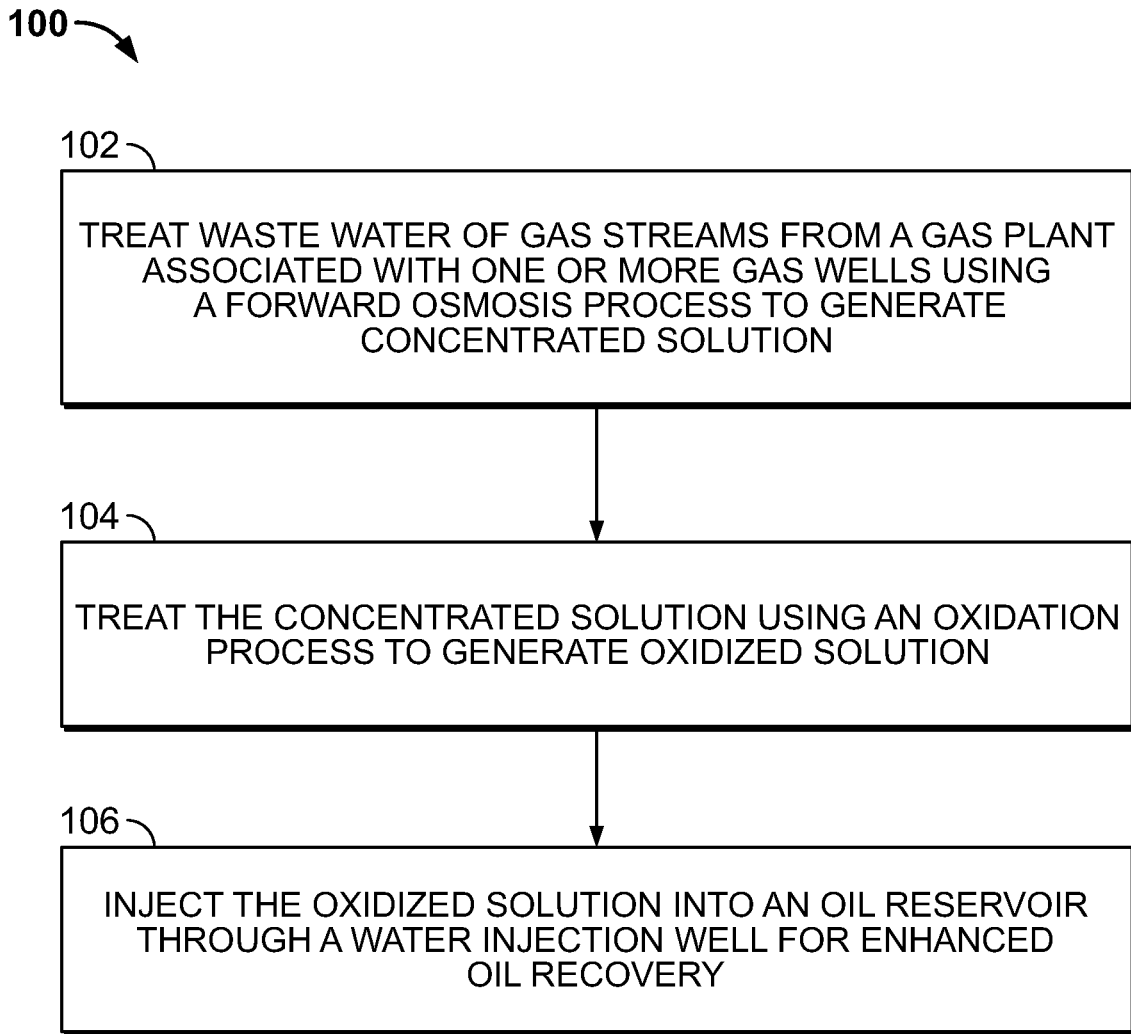 100
102
TREAT WASTE WATER OF GAS STREAMS FROM A GAS PLANT
ASSOCIATED WITH ONE OR MORE GAS WELLS USING
A FORWARD OSMOSIS PROCESS TO GENERATE
CONCENTRATED SOLUTION
104
TREAT THE CONCENTRATED SOLUTION USING AN OXIDATION
PROCESS TO GENERATE OXIDIZED SOLUTION
106
INJECT THE OXIDIZED SOLUTION INTO AN OIL RESERVOIR
THROUGH A WATER INJECTION WELL FOR ENHANCED
OIL RECOVERY